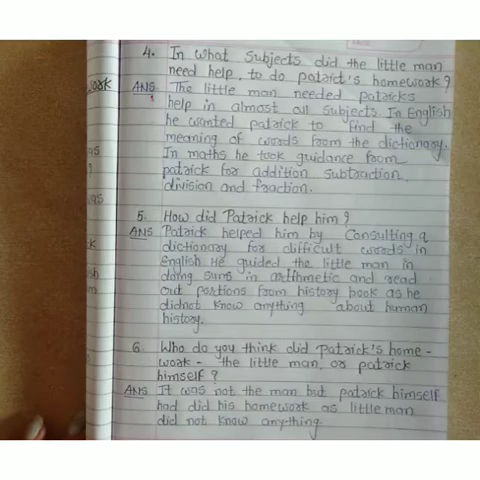 4. In what subjects did the little man
need help, to do patrict's homework?
ANS The little man needed patricks
help in almost all subjects In English
he wanted patrick to find the
meaning of words from the dictionary.
In maths he took guidance from
patrick for addition subtraction
division and fraction.
5. How did Patrick help him?
ANS Patrick helped him by Consulting a
dictionary for difficult words in
English He guided the little man in
doing sums in arithmetic and read
out portions from history book as he
didnot know anything about human
history.
6. Who do you think did Patrick's home-
work - the little man, or patrick
himself?
ANS It was not the man but patrick himself
had did his homework as little man
did not know anything.